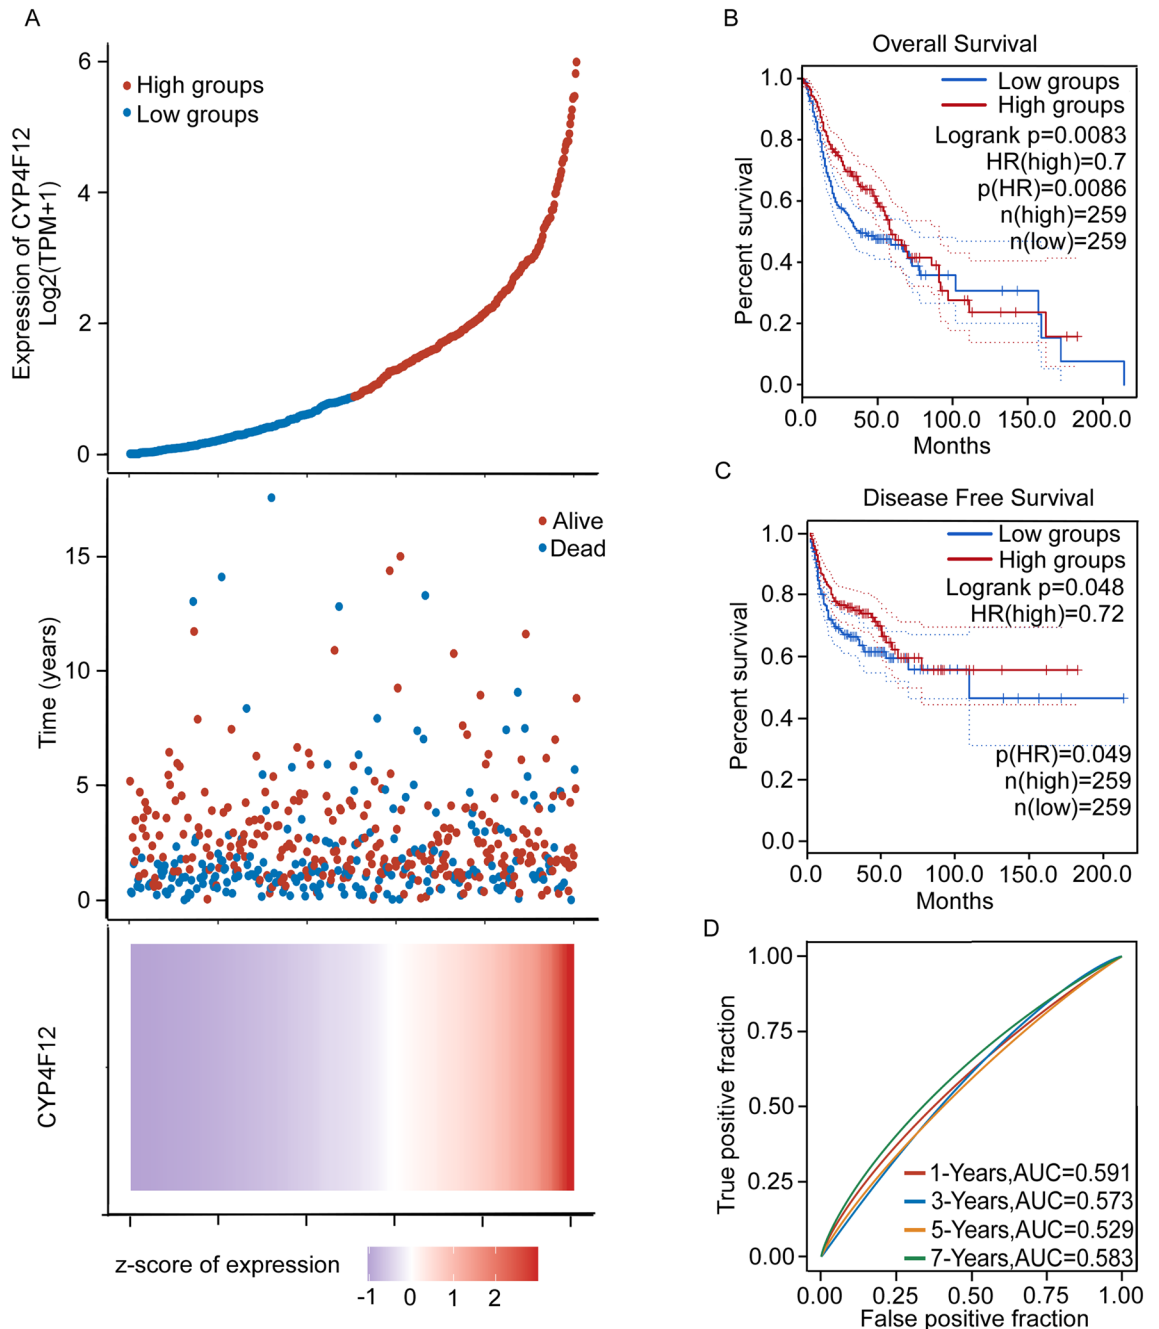 A
Expression of CYP4F12
Log2(TPM+1)
6
4
2
0
High groups
Low groups
Time (years)
15
10
5
0
Alive
Dead
CYP4F12
z-score of expression
-1 0 1 2
B
Overall Survival
Percent survival
1.0
0.8
0.6
0.4
0.2
0.0
Low groups
High groups
Logrank p=0.0083
HR(high)=0.7
p(HR)=0.0086
n(high)=259
n(low)=259
0.0 50.0 100.0 150.0 200.0
Months
C
Disease Free Survival
Percent survival
1.0
0.8
0.6
0.4
0.2
0.0
Low groups
High groups
Logrank p=0.048
HR(high)=0.72
p(HR)=0.049
n(high)=259
n(low)=259
0.0 50.0 100.0 150.0 200.0
Months
D
True positive fraction
1.00
0.75
0.50
0.25
0.00
1-Years,AUC=0.591
3-Years,AUC=0.573
5-Years,AUC=0.529
7-Years,AUC=0.583
0.00 0.25 0.50 0.75 1.00
False positive fraction